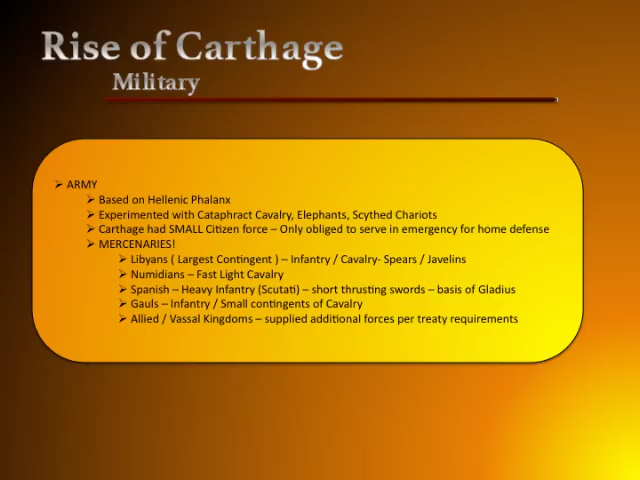 Rise of Carthage
Military
➢ ARMY
➢ Based on Hellenic Phalanx
➢ Experimented with Cataphract Cavalry, Elephants, Scythed Chariots
➢ Carthage had SMALL Citizen force – Only obliged to serve in emergency for home defense
➢ MERCENARIES!
➢ Libyans ( Largest Contingent ) – Infantry / Cavalry- Spears / Javelins
➢ Numidians – Fast Light Cavalry
➢ Spanish – Heavy Infantry (Scutati) – short thrusting swords – basis of Gladius
➢ Gauls – Infantry / Small contingents of Cavalry
➢ Allied / Vassal Kingdoms – supplied additional forces per treaty requirements